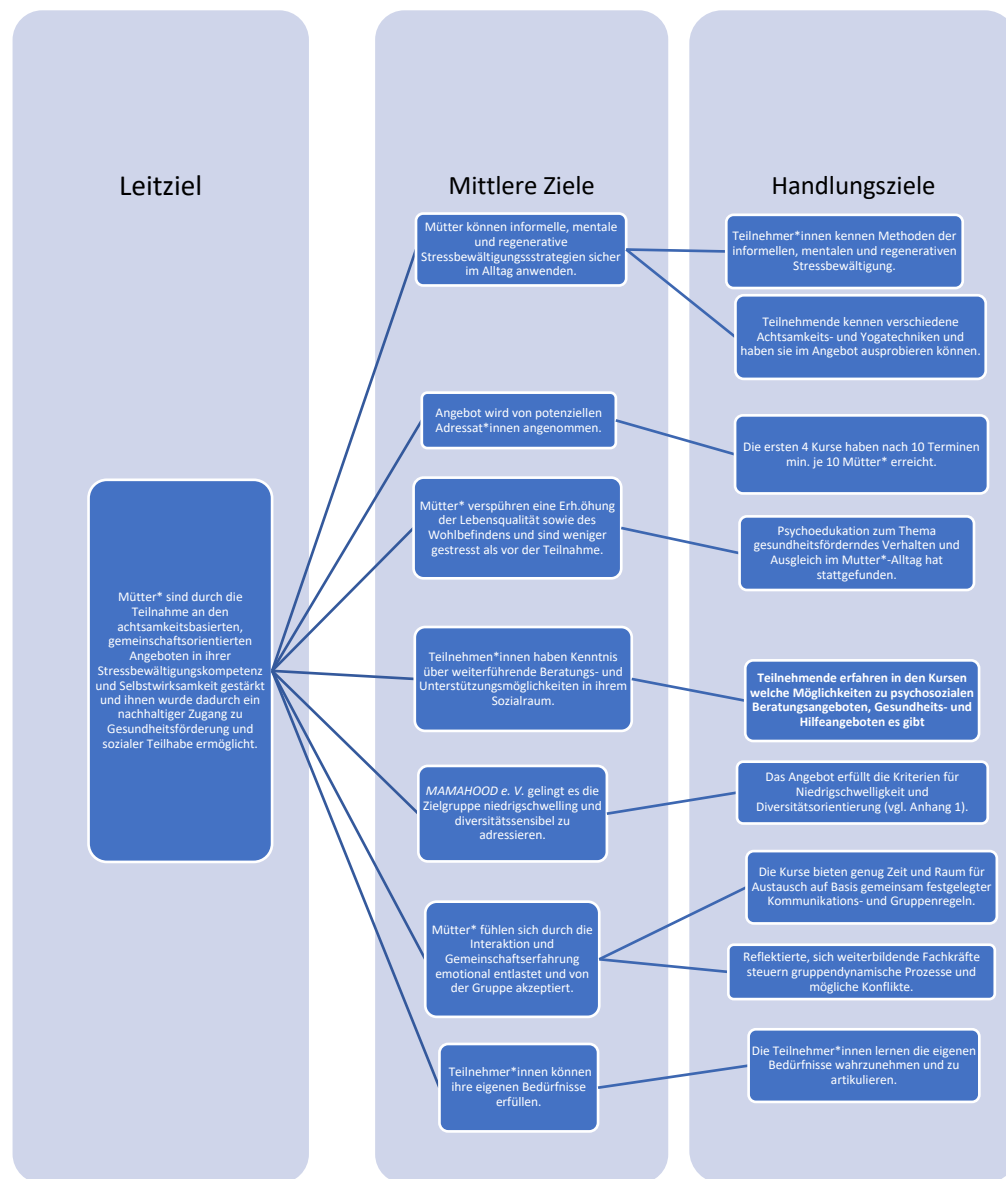 Leitziel
Mütter* sind durch die
Teilnahme an den
achtsamkeitsbasierten,
gemeinschaftsorientierten
Angeboten in ihrer
Stressbewältigungskompetenz
und Selbstwirksamkeit gestärkt
und ihnen wurde dadurch ein
nachhaltiger Zugang zu
Gesundheitsförderung und
sozialer Teilhabe ermöglicht.
Mittlere Ziele
Mütter können informelle, mentale
und regenerative
Stressbewältigungssstrategien sicher
im Alltag anwenden.
Angebot wird von potenziellen
Adressat*innen angenommen.
Mütter* verspühren eine Erh.öhung
der Lebensqualität sowie des
Wohlbefindens und sind weniger
gestresst als vor der Teilnahme.
Teilnehmen*innen haben Kenntnis
über weiterführende Beratungs- und
Unterstützungsmöglichkeiten in ihrem
Sozialraum.
MAMAHOOD e. V. gelingt es die
Zielgruppe niedrigschwelling und
diversitätssensibel zu
adressieren.
Mütter* fühlen sich durch die
Interaktion und
Gemeinschaftserfahrung
emotional entlastet und von
der Gruppe akzeptiert.
Teilnehmer*innen können
ihre eigenen Bedürfnisse
erfüllen.
Handlungsziele
Teilnehmer*innen kennen Methoden der
informellen, mentalen und regenerativen
Stressbewältigung.
Teilnehmende kennen verschiedene
Achtsamkeits- und Yogatechniken und
haben sie im Angebot ausprobieren können.
Die ersten 4 Kurse haben nach 10 Terminen
min. je 10 Mütter* erreicht.
Psychoedukation zum Thema
gesundheitsförderndes Verhalten und
Ausgleich im Mutter*-Alltag hat
stattgefunden.
Teilnehmende erfahren in den Kursen
welche Möglichkeiten zu psychosozialen
Beratungsangeboten, Gesundheits- und
Hilfeangeboten es gibt
Das Angebot erfüllt die Kriterien für
Niedrigschwelligkeit und
Diversitätsorientierung (vgl. Anhang 1).
Die Kurse bieten genug Zeit und Raum für
Austausch auf Basis gemeinsam festgelegter
Kommunikations- und Gruppenregeln.
Reflektierte, sich weiterbildende Fachkräfte
steuern gruppendynamische Prozesse und
mögliche Konflikte.
Die Teilnehmer*innen lernen die eigenen
Bedürfnisse wahrzunehmen und zu
artikulieren.